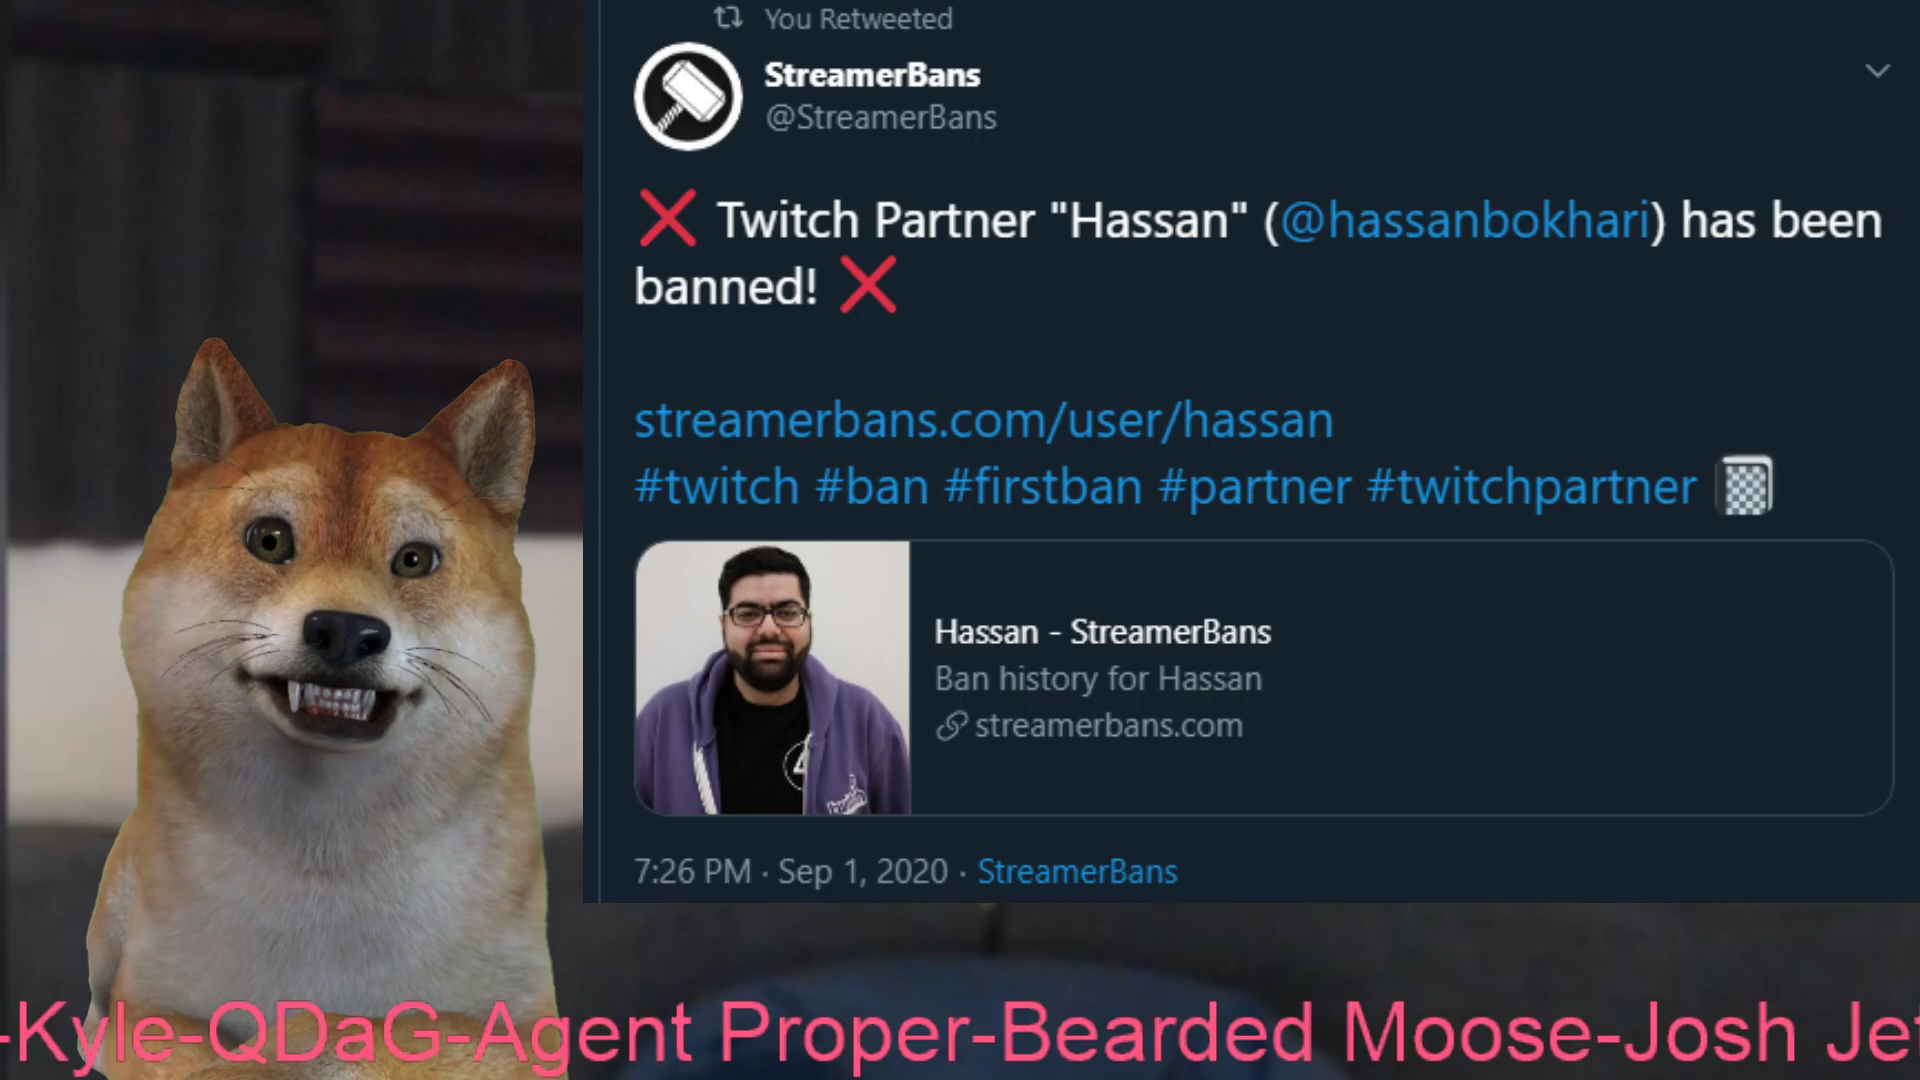 You Retweeted
StreamerBans
@StreamerBans
❌ Twitch Partner "Hassan" (@hassanbokhari) has been
banned! ❌
streamerbans.com/user/hassan
#twitch #ban #firstban #partner #twitchpartner
Hassan - StreamerBans
Ban history for Hassan
streamerbans.com
7:26 PM · Sep 1, 2020 · StreamerBans
-Kyle-QDaG-Agent Proper-Bearded Moose-Josh